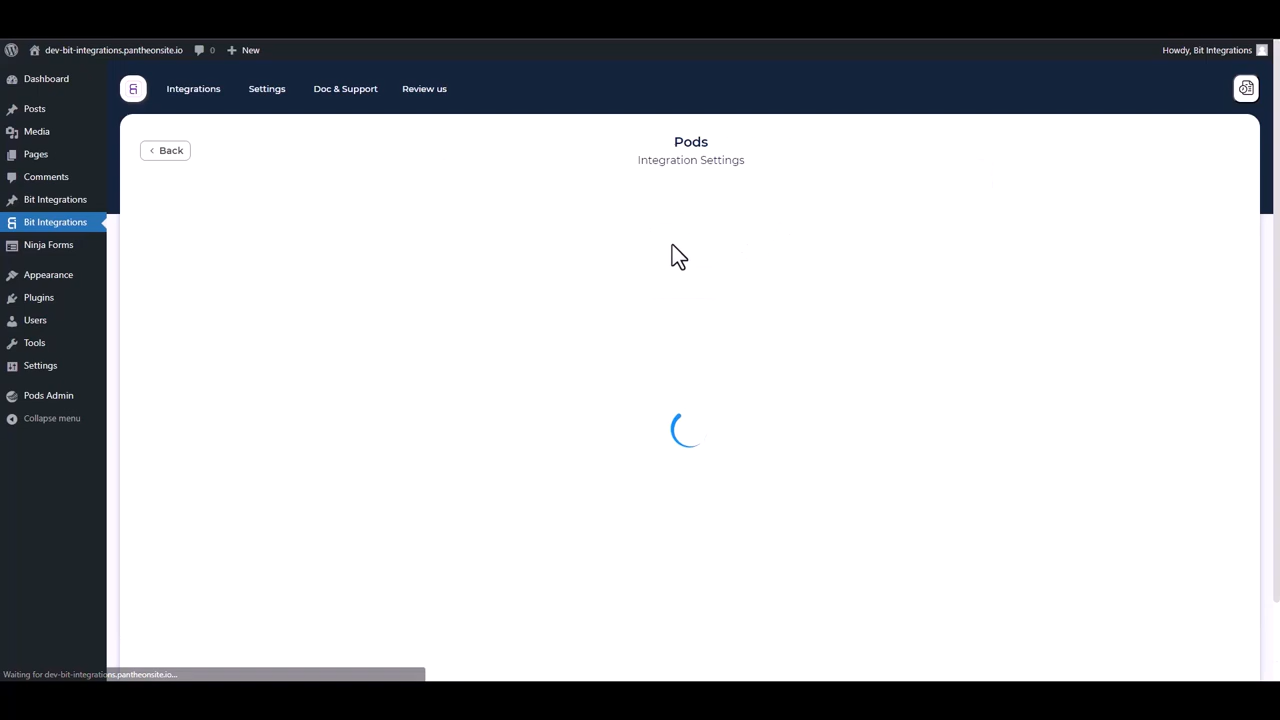 dev-bit-integrations.pantheonsite.io
0
New
Howdy, Bit Integrations
Dashboard
Posts
Media
Pages
Comments
Bit Integrations
Bit Integrations
Ninja Forms
Appearance
Plugins
Users
Tools
Settings
Pods Admin
Collapse menu
Integrations
Settings
Doc & Support
Review us
Back
Pods
Integration Settings
Waiting for dev-bit-integrations.pantheonsite.io...